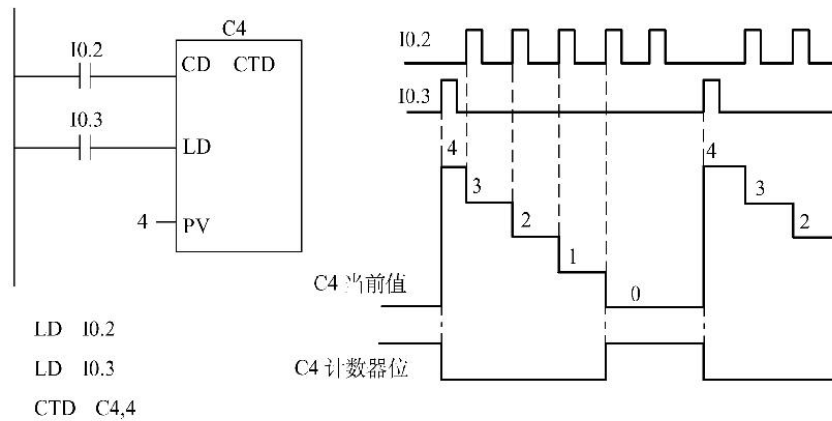 C4
I0.2
CD CTD
I0.3
LD
4
PV
LD I0.2
LD I0.3
CTD C4,4
I0.2
I0.3
4
3
2
1
0
4
3
2
C4 当前值
C4 计数器位